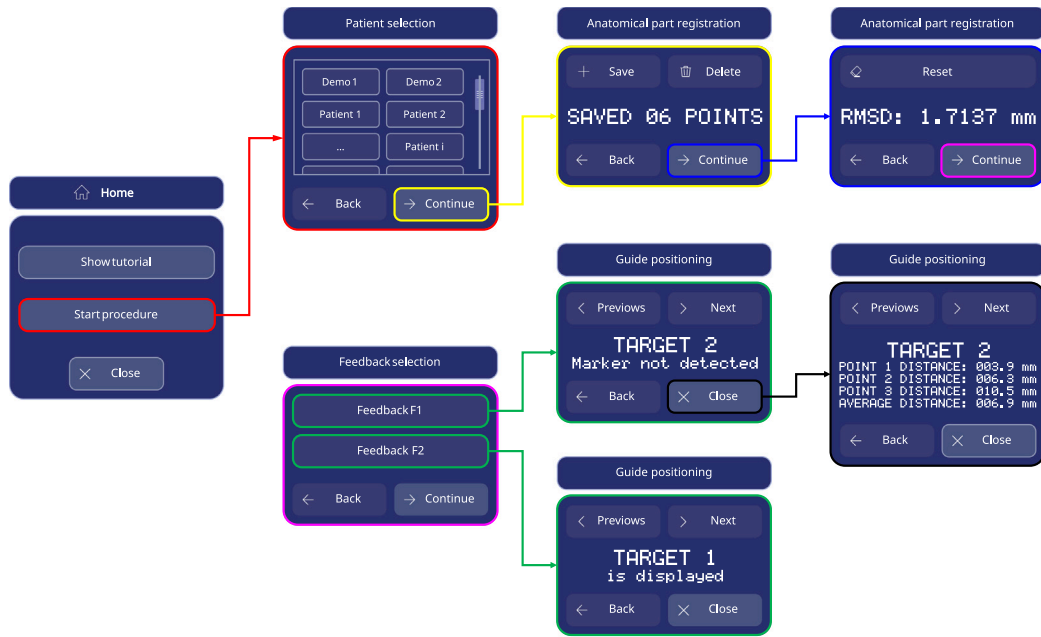 Home
Show tutorial
Start procedure
Close
Patient selection
Demo 1
Demo 2
Patient 1
Patient 2
...
Patient i
Back
Continue
Anatomical part registration
Save
Delete
SAVED 06 POINTS
Back
Continue
Anatomical part registration
Reset
RMSD: 1.7137 mm
Back
Continue
Feedback selection
Feedback F1
Feedback F2
Back
Continue
Guide positioning
Previows
Next
TARGET 2
Marker not detected
Back
Close
Guide positioning
Previows
Next
TARGET 2
POINT 1 DISTANCE: 003.9 mm
POINT 2 DISTANCE: 006.3 mm
POINT 3 DISTANCE: 010.5 mm
AVERAGE DISTANCE: 006.9 mm
Back
Close
Guide positioning
Previows
Next
TARGET 1
is displayed
Back
Close